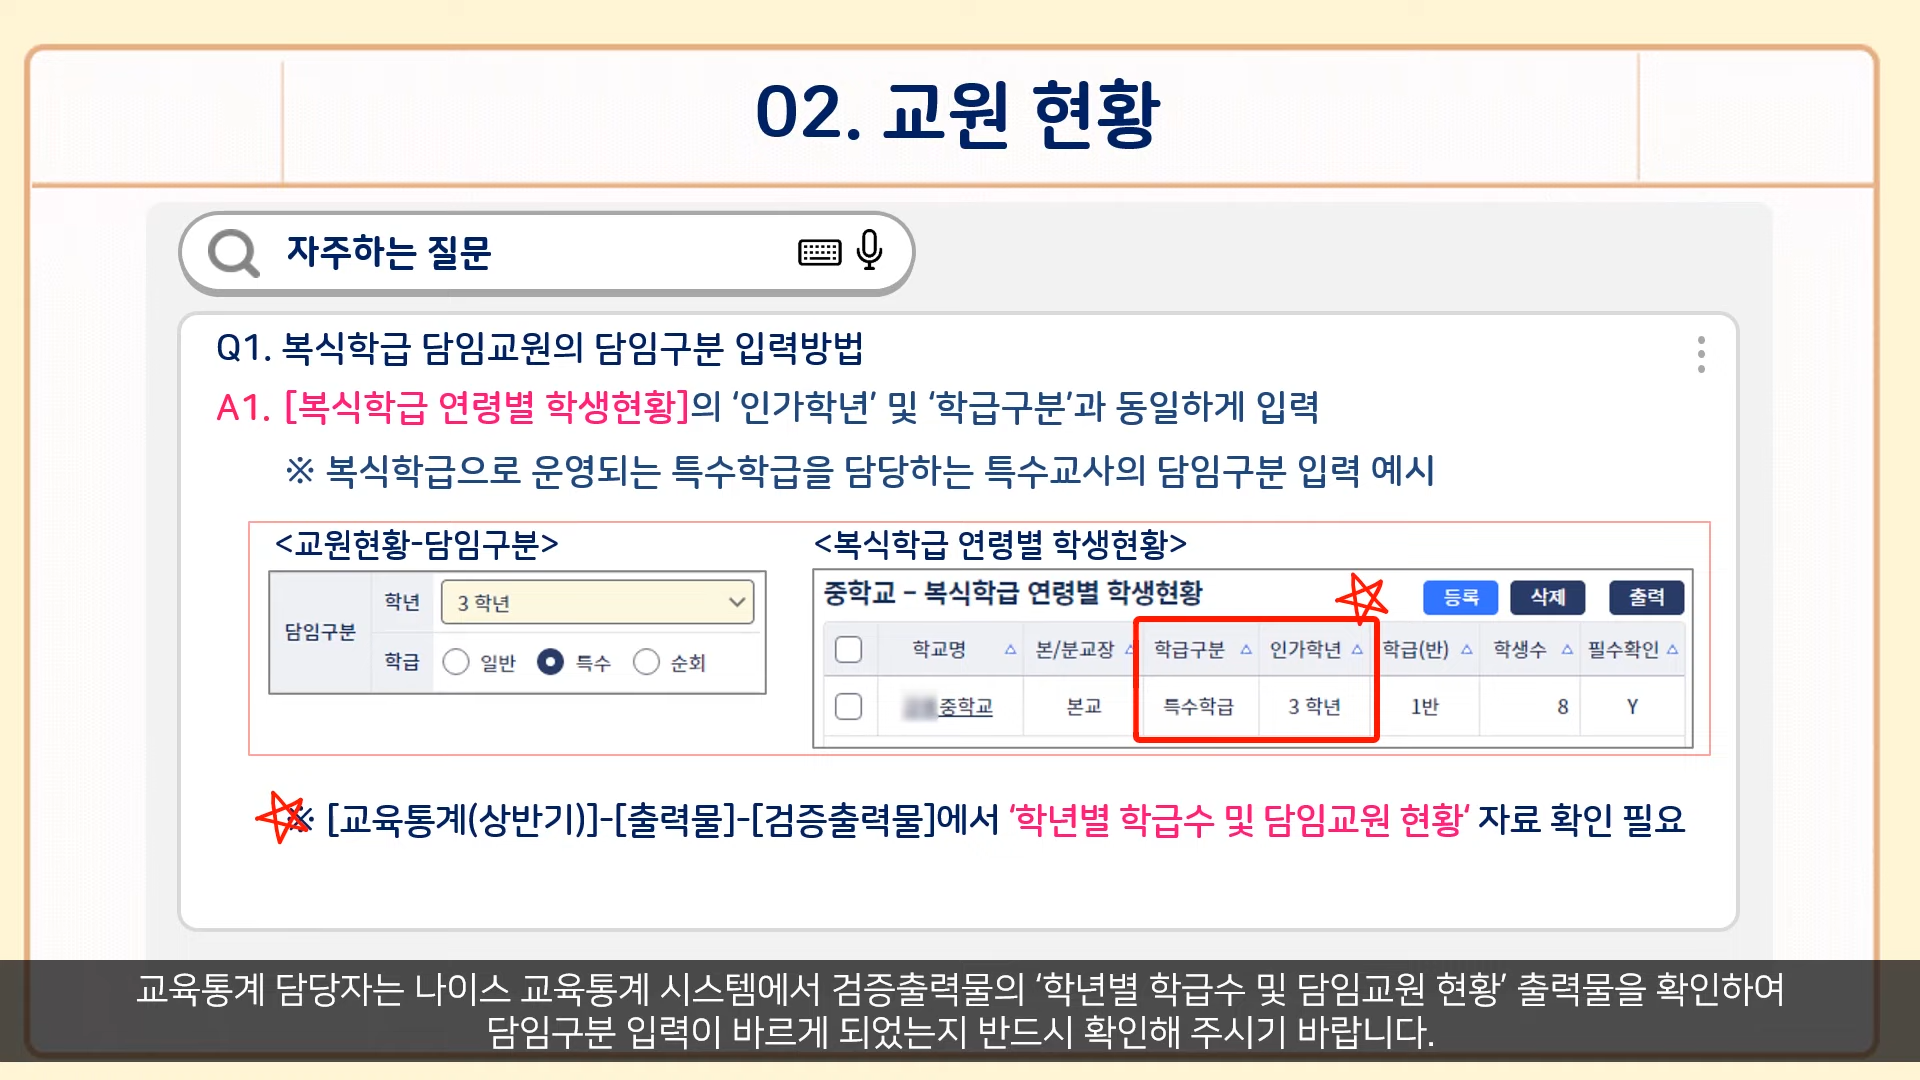 02. 교원 현황
자주하는 질문
Q1. 복식학급 담임교원의 담임구분 입력방법
A1. [복식학급 연령별 학생현황]의 ‘인가학년’ 및 ‘학급구분’과 동일하게 입력
※ 복식학급으로 운영되는 특수학급을 담당하는 특수교사의 담임구분 입력 예시
<교원현황-담임구분>
담임구분
학년 3 학년
학급 일반 특수 순회
<복식학급 연령별 학생현황>
중학교 – 복식학급 연령별 학생현황 등록 삭제 출력
학교명 △ 본/분교장 △ 학급구분 △ 인가학년 △ 학급(반) △ 학생수 △ 필수확인 △
중학교 본교 특수학급 3 학년 1반 8 Y
※ [교육통계(상반기)]-[출력물]-[검증출력물]에서 ‘학년별 학급수 및 담임교원 현황‘ 자료 확인 필요
교육통계 담당자는 나이스 교육통계 시스템에서 검증출력물의 ‘학년별 학급수 및 담임교원 현황’ 출력물을 확인하여
담임구분 입력이 바르게 되었는지 반드시 확인해 주시기 바랍니다.